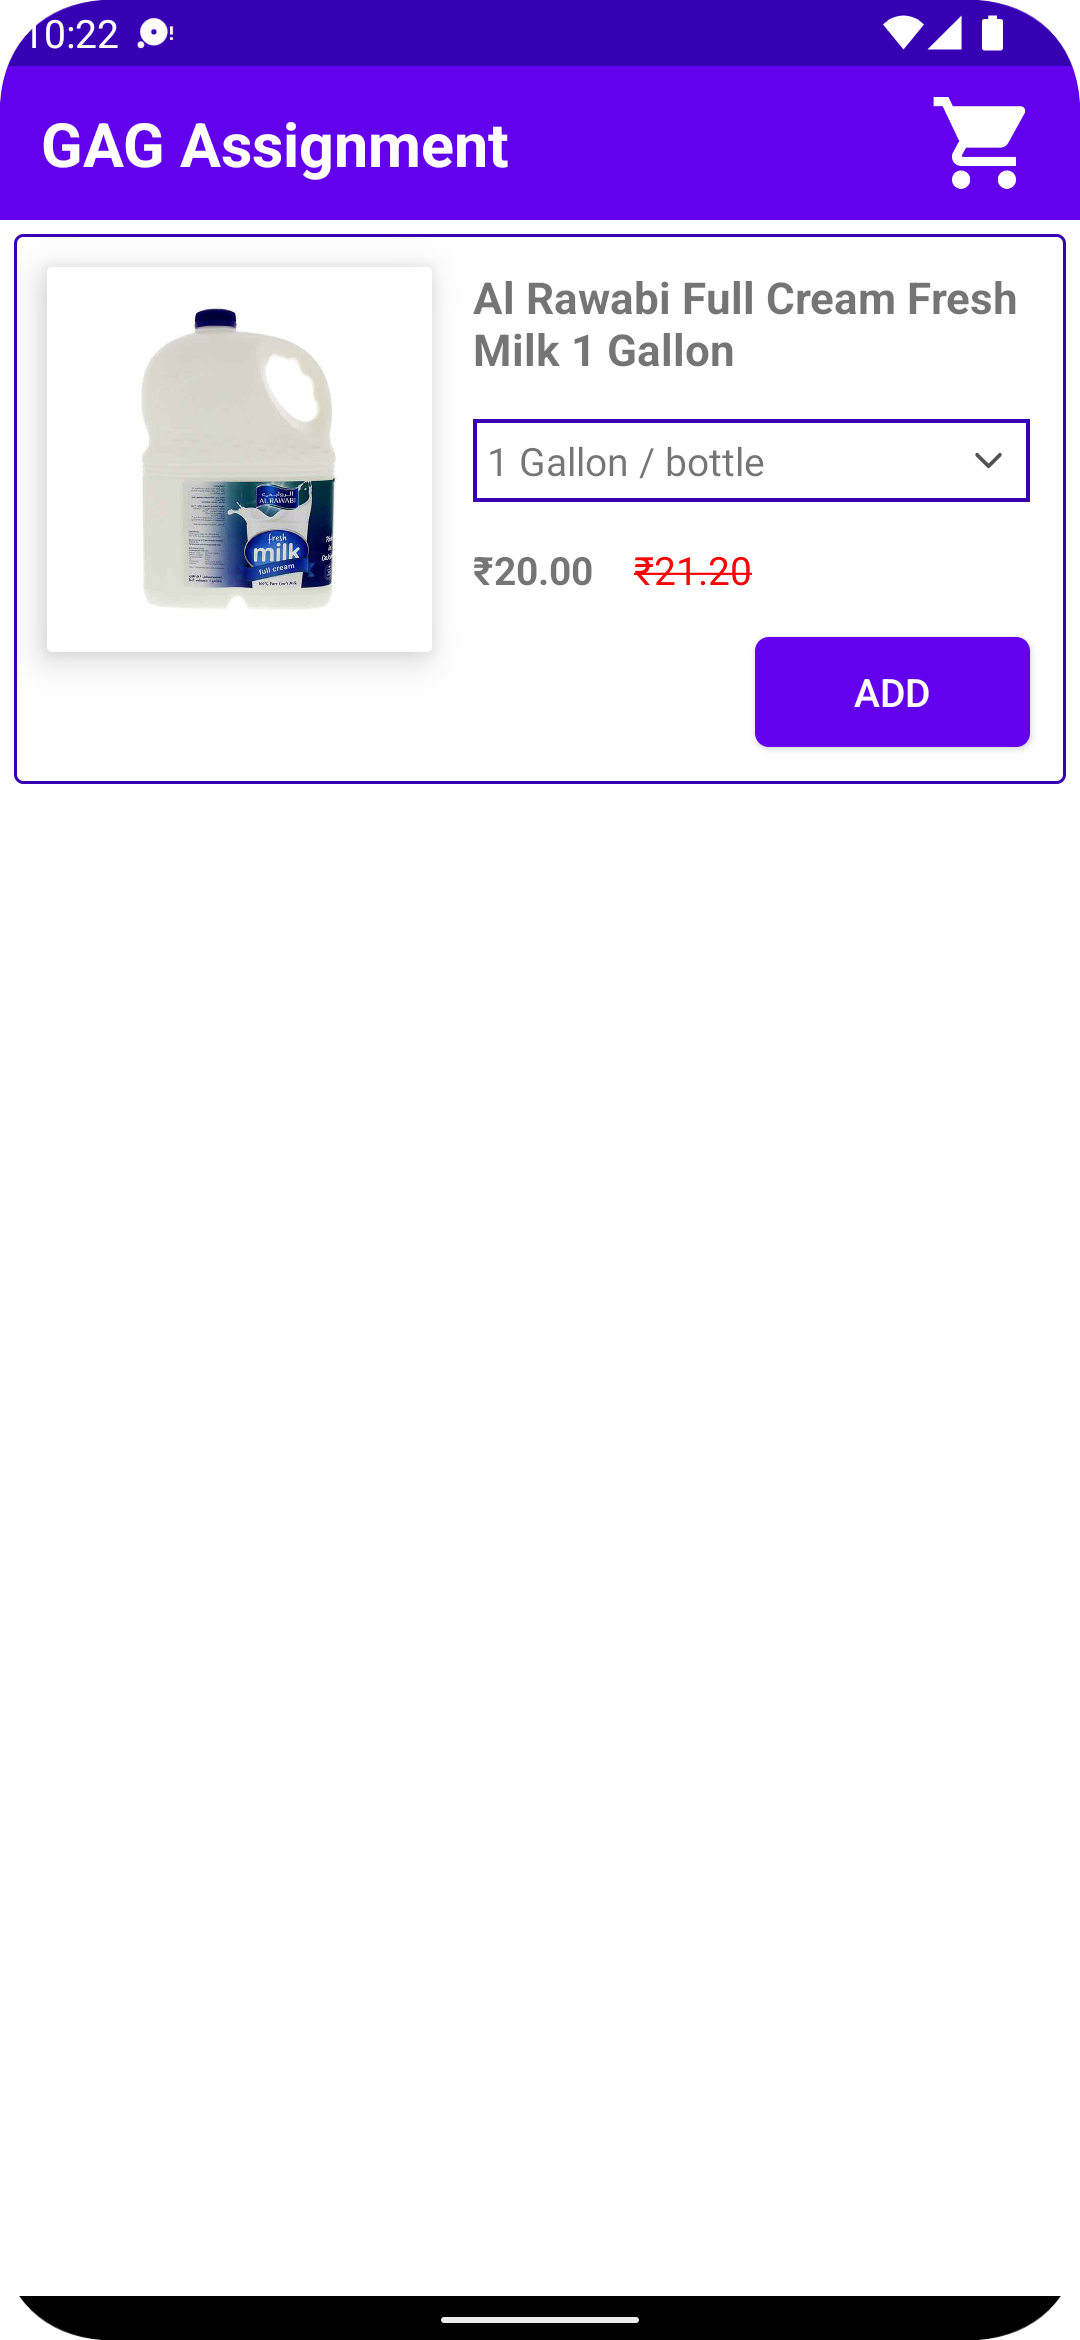 10:22
GAG Assignment
Al Rawabi Full Cream Fresh
Milk 1 Gallon
1 Gallon / bottle
₹20.00 ₹21.20
ADD
AL RAWABI
fresh
milk
full cream